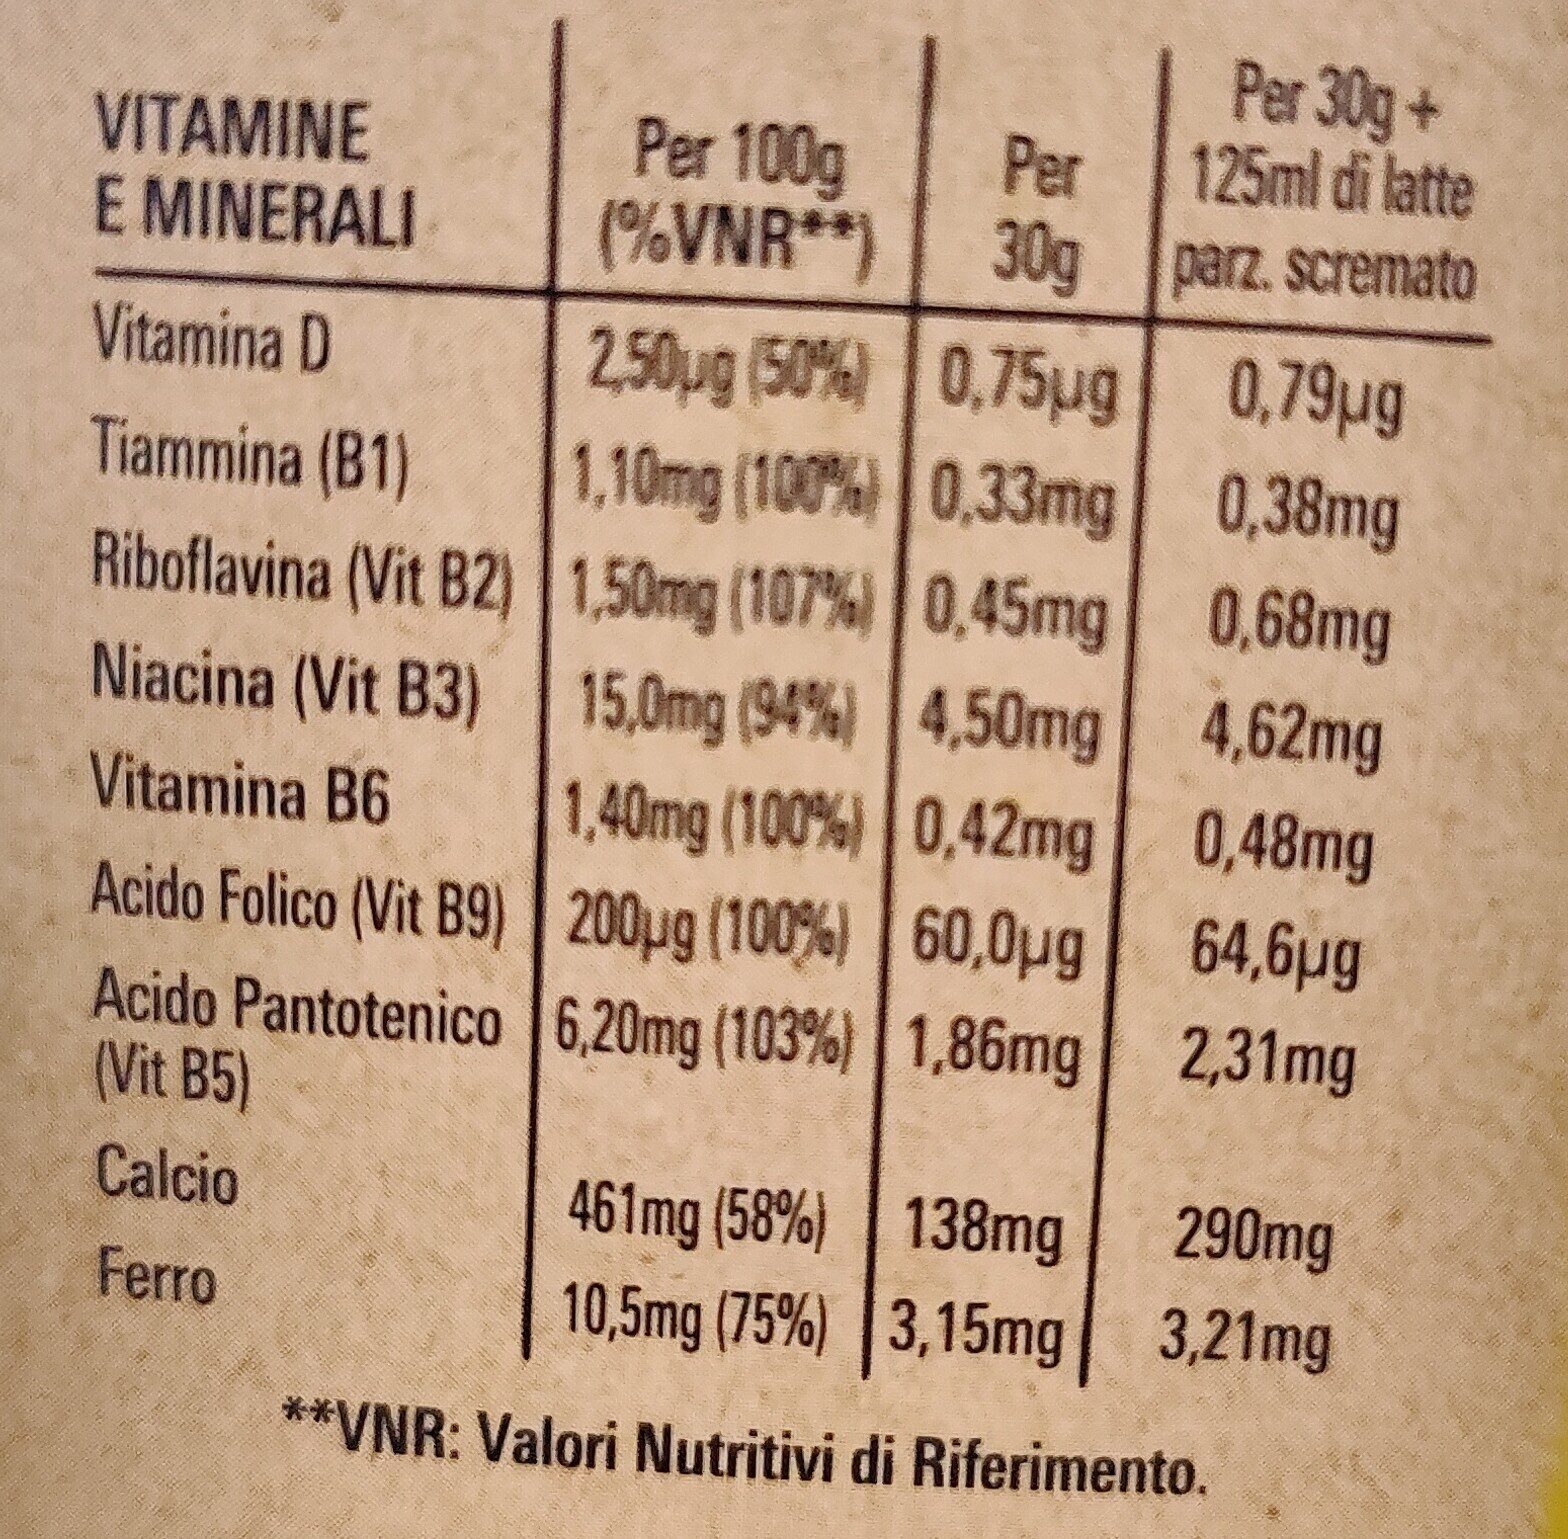 VITAMINE E MINERALI | Per 100g (%VNR**) | Per 30g | Per 30g + 125ml di latte parz. scremato
Vitamina D 2,50µg (50%) 0,75µg 0,79µg
Tiammina (B1) 1,10mg (100%) 0,33mg 0,38mg
Riboflavina (Vit B2) 1,50mg (107%) 0,45mg 0,68mg
Niacina (Vit B3) 15,0mg (94%) 4,50mg 4,62mg
Vitamina B6 1,40mg (100%) 0,42mg 0,48mg
Acido Folico (Vit B9) 200µg (100%) 60,0µg 64,6µg
Acido Pantotenico 6,20mg (103%) 1,86mg 2,31mg
(Vit B5)
Calcio 461mg (58%) 138mg 290mg
Ferro 10,5mg (75%) 3,15mg 3,21mg
**VNR: Valori Nutritivi di Riferimento.